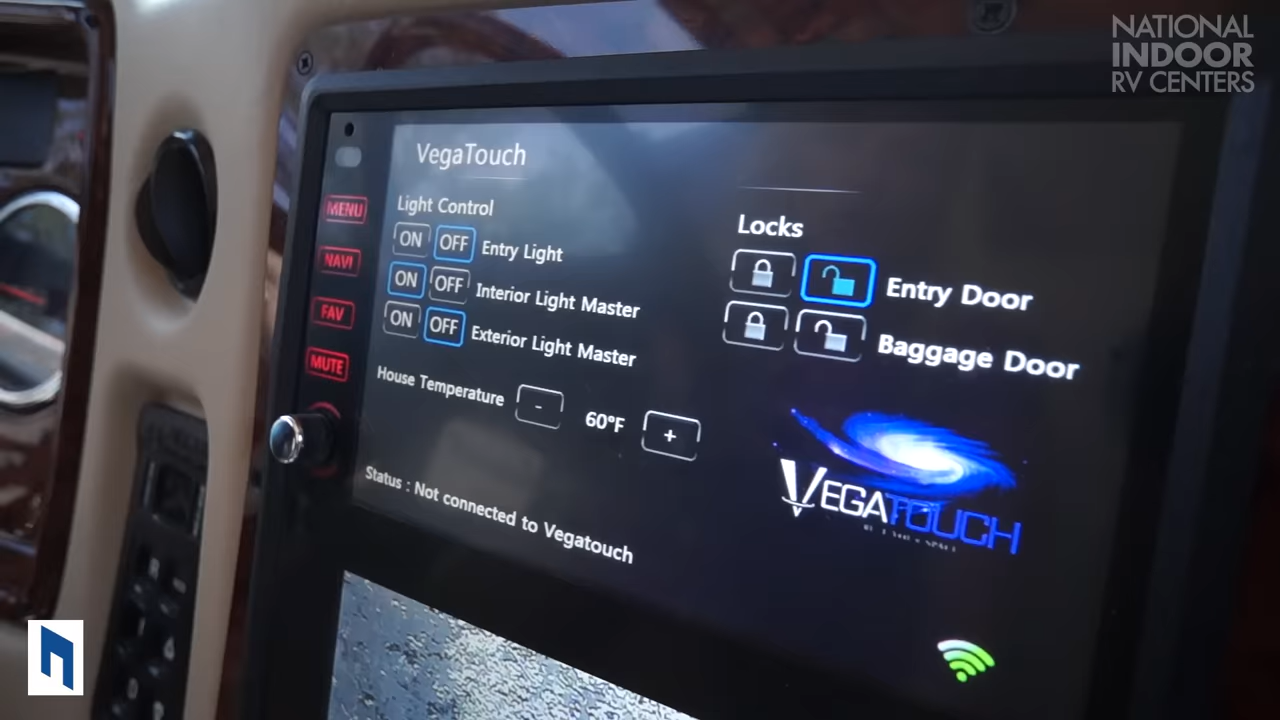 NATIONAL
INDOOR
RV CENTERS
VegaTouch
MENU
NAVI
FAV
MUTE
Light Control
ON OFF Entry Light
ON OFF Interior Light Master
ON OFF Exterior Light Master
House Temperature - 60°F +
Status : Not connected to Vegatouch
Locks
Entry Door
Baggage Door
VEGATOUCH